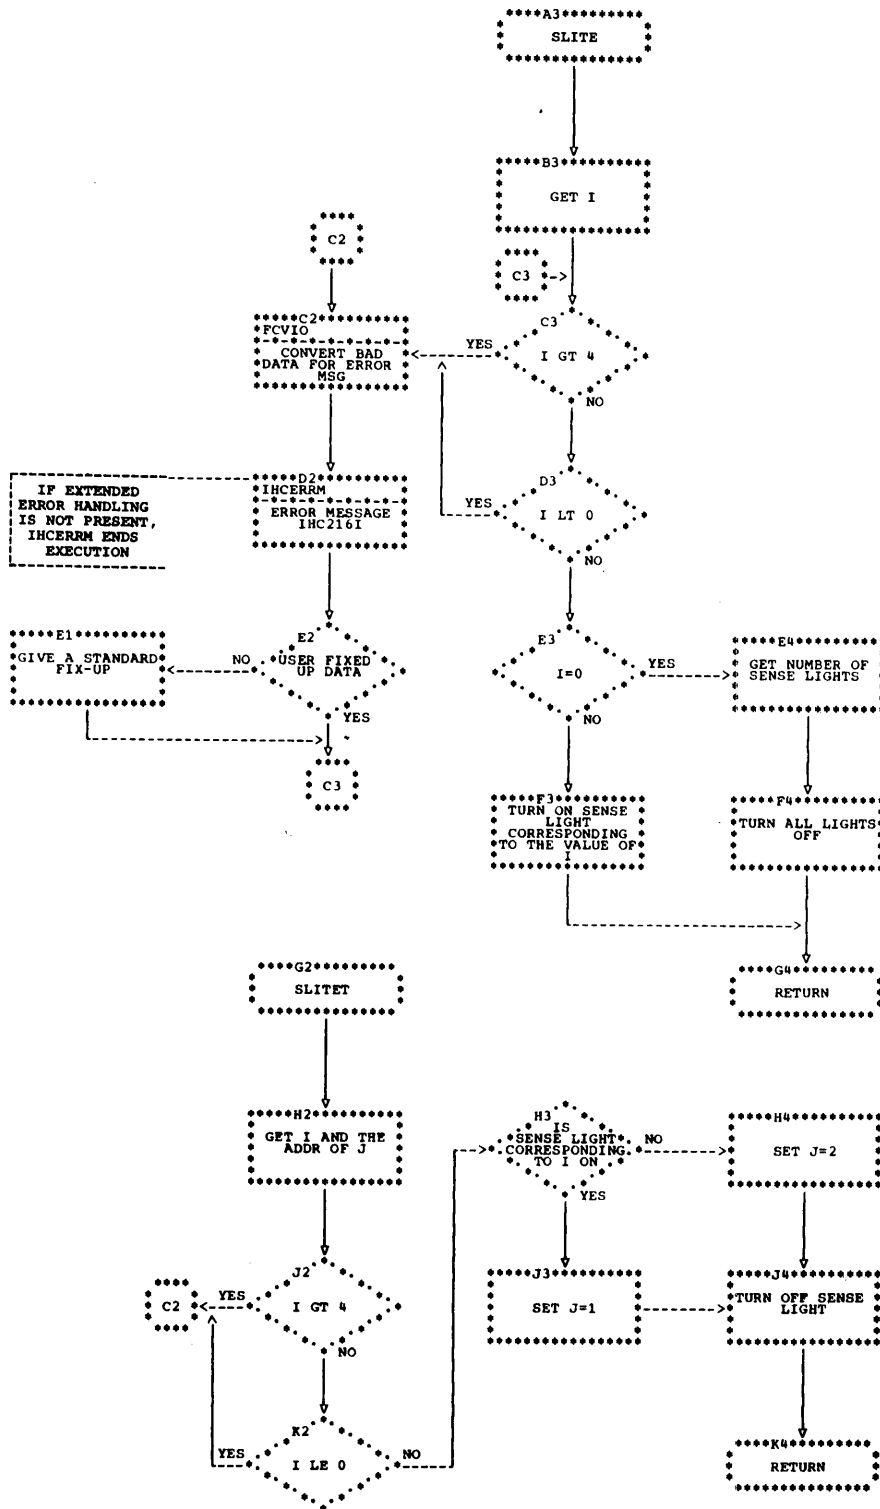 A3
SLITE
B3
GET I
C2
C3
C2
FCVIO
CONVERT BAD
DATA FOR ERROR
MSG
YES
C3
I GT 4
NO
D2
IHCERRM
ERROR MESSAGE
IHC216I
IF EXTENDED
ERROR HANDLING
IS NOT PRESENT,
IHCERRM ENDS
EXECUTION
YES
D3
I LT 0
NO
E1
GIVE A STANDARD
FIX-UP
NO
E2
USER FIXED
UP DATA
YES
C3
E3
I=0
YES
NO
E4
GET NUMBER OF
SENSE LIGHTS
F3
TURN ON SENSE
LIGHT
CORRESPONDING
TO THE VALUE OF
I
F4
TURN ALL LIGHTS
OFF
G4
RETURN
G2
SLITET
H2
GET I AND THE
ADDR OF J
H3
IS
SENSE LIGHT
CORRESPONDING
TO I ON
NO
YES
H4
SET J=2
C2
YES
J2
I GT 4
NO
J3
SET J=1
J4
TURN OFF SENSE
LIGHT
YES
K2
I LE 0
NO
K4
RETURN